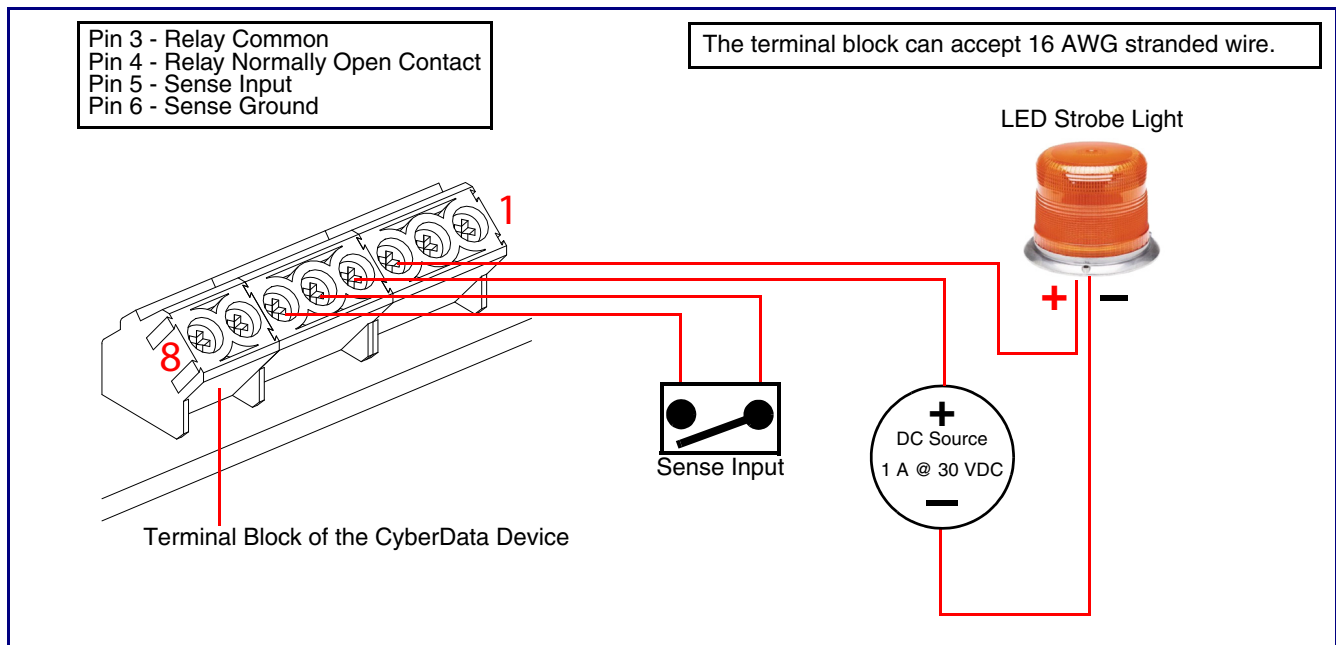 Pin 3 - Relay Common
Pin 4 - Relay Normally Open Contact
Pin 5 - Sense Input
Pin 6 - Sense Ground
The terminal block can accept 16 AWG stranded wire.
LED Strobe Light
1
+ −
8
+
DC Source
1 A @ 30 VDC
−
Sense Input
Terminal Block of the CyberData Device